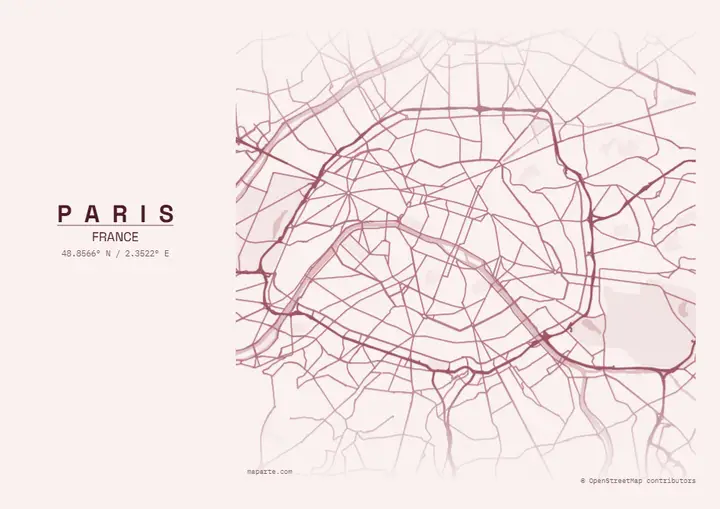 PARIS
FRANCE
48.8566° N / 2.3522° E
maparte.com
© OpenStreetMap contributors